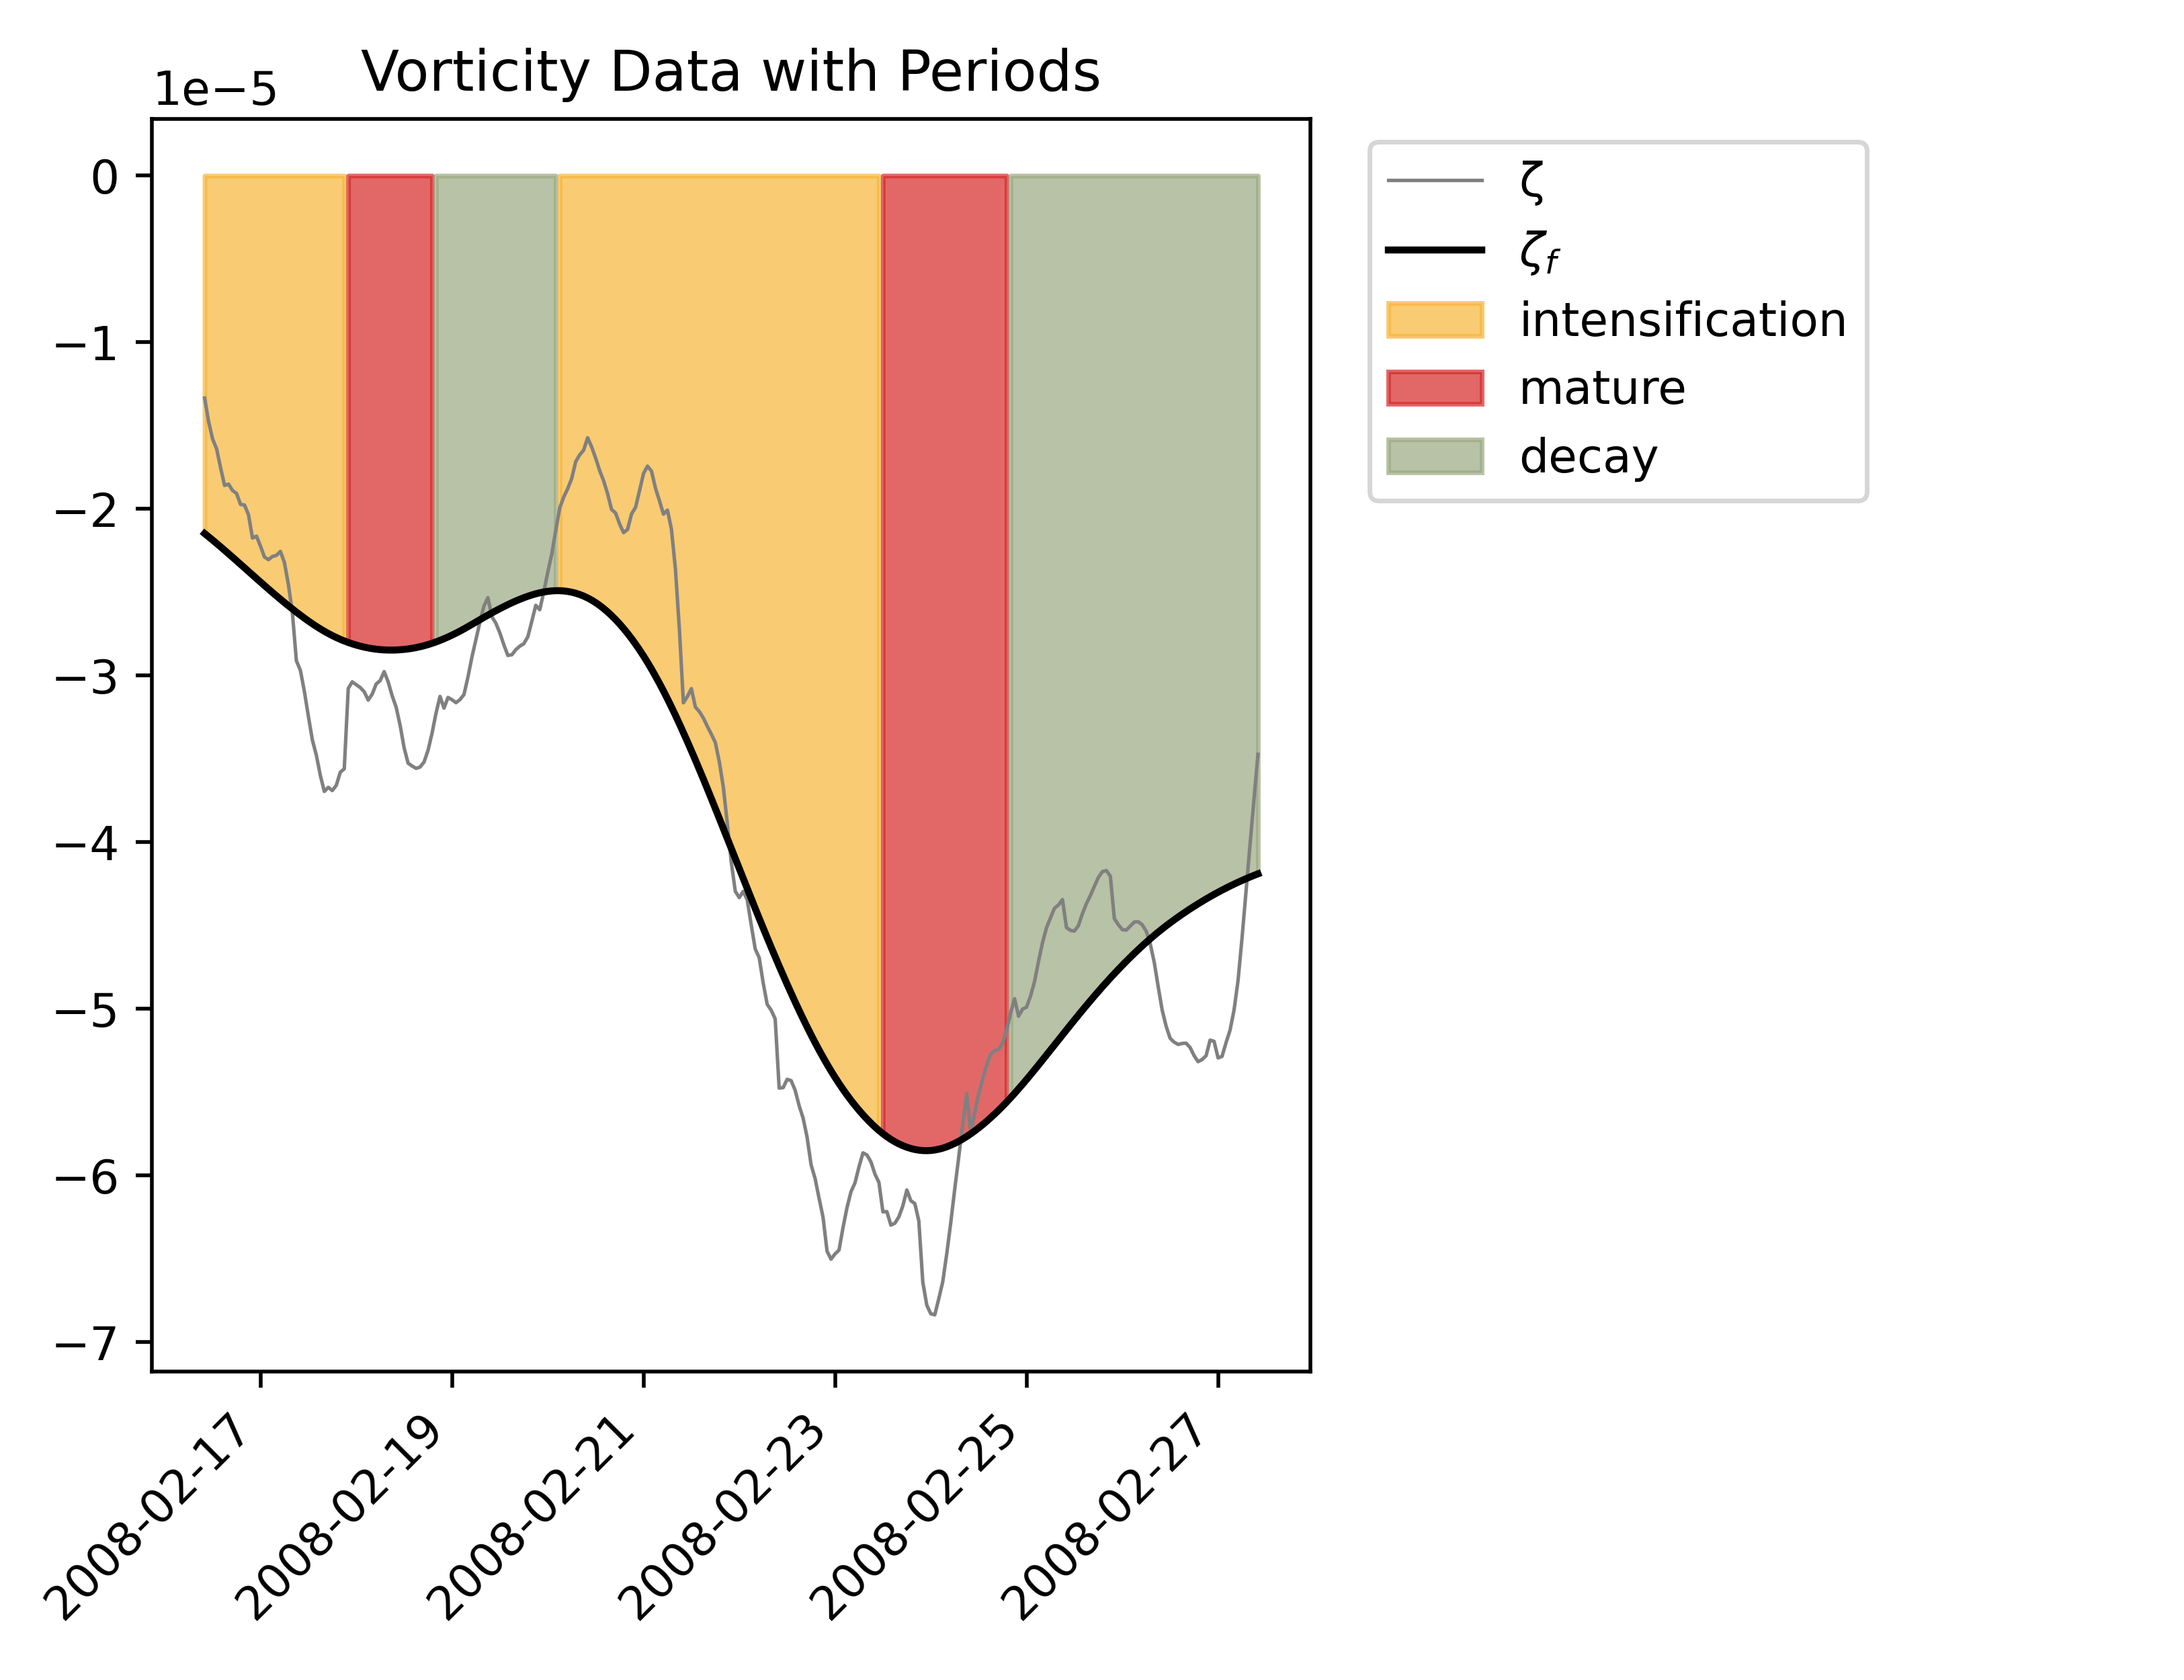 Vorticity Data with Periods
1e−5
0
−1
−2
−3
−4
−5
−6
−7
2008-02-17
2008-02-19
2008-02-21
2008-02-23
2008-02-25
2008-02-27
ζ
ζf
intensification
mature
decay